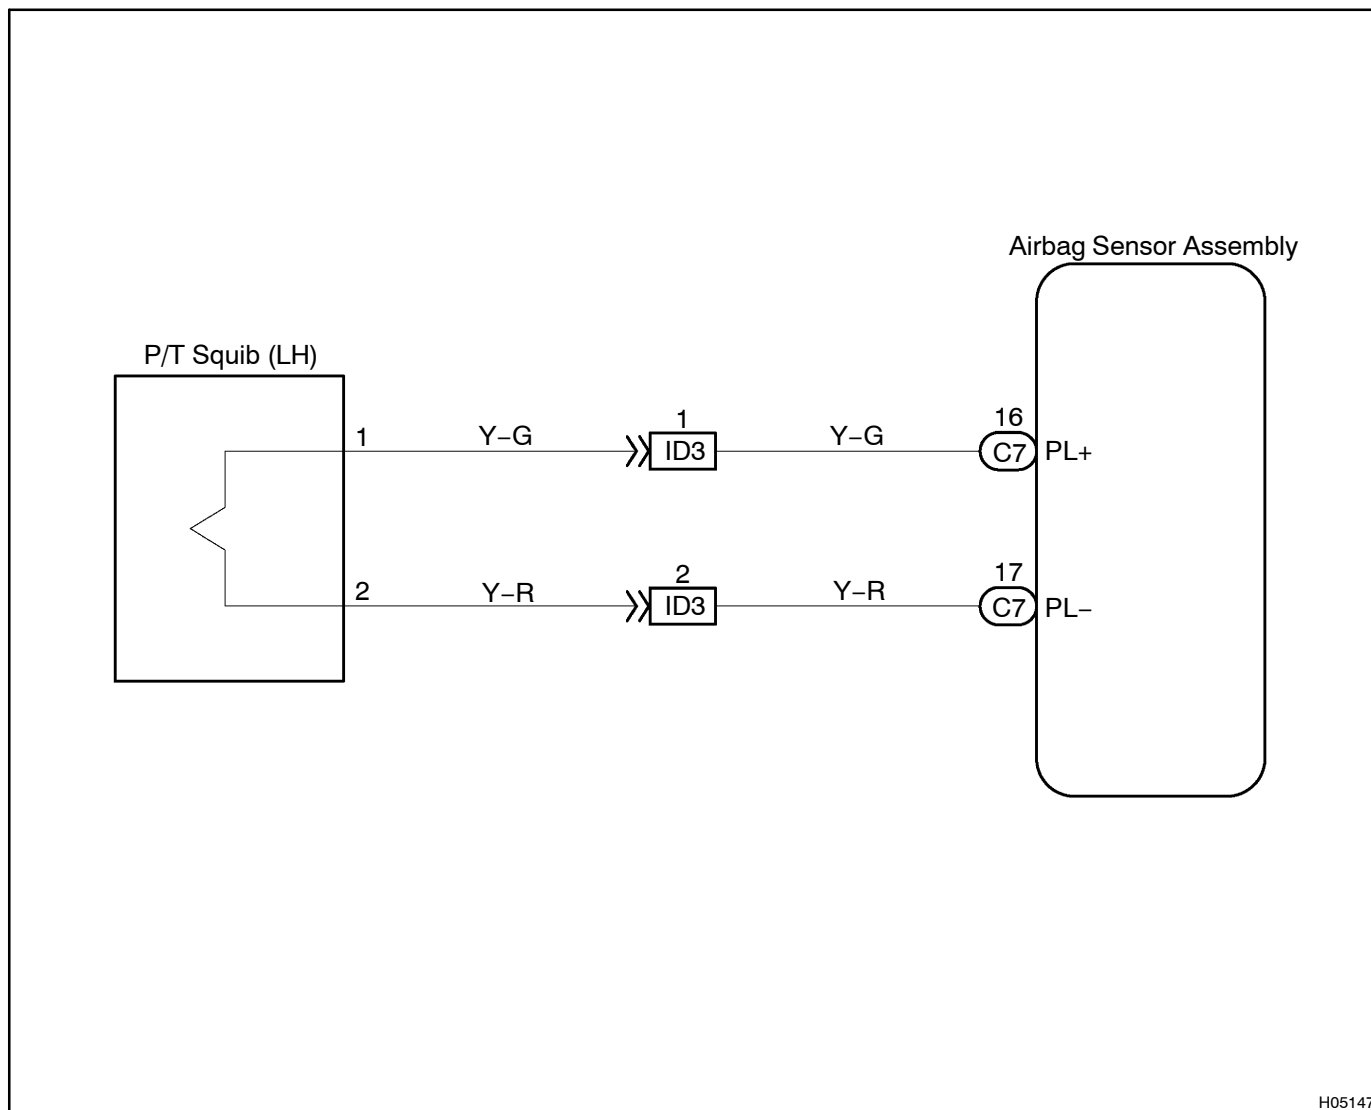 Airbag Sensor Assembly
P/T Squib (LH)
1 Y−G 1 ID3 Y−G 16 C7 PL+
2 Y−R 2 ID3 Y−R 17 C7 PL−
H05147